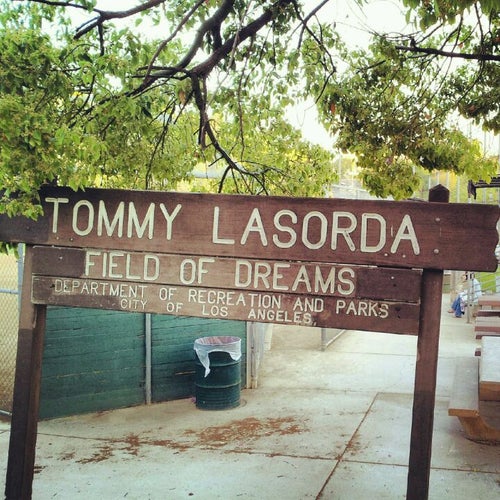 TOMMY LASORDA
FIELD OF DREAMS
DEPARTMENT OF RECREATION AND PARKS
CITY OF LOS ANGELES